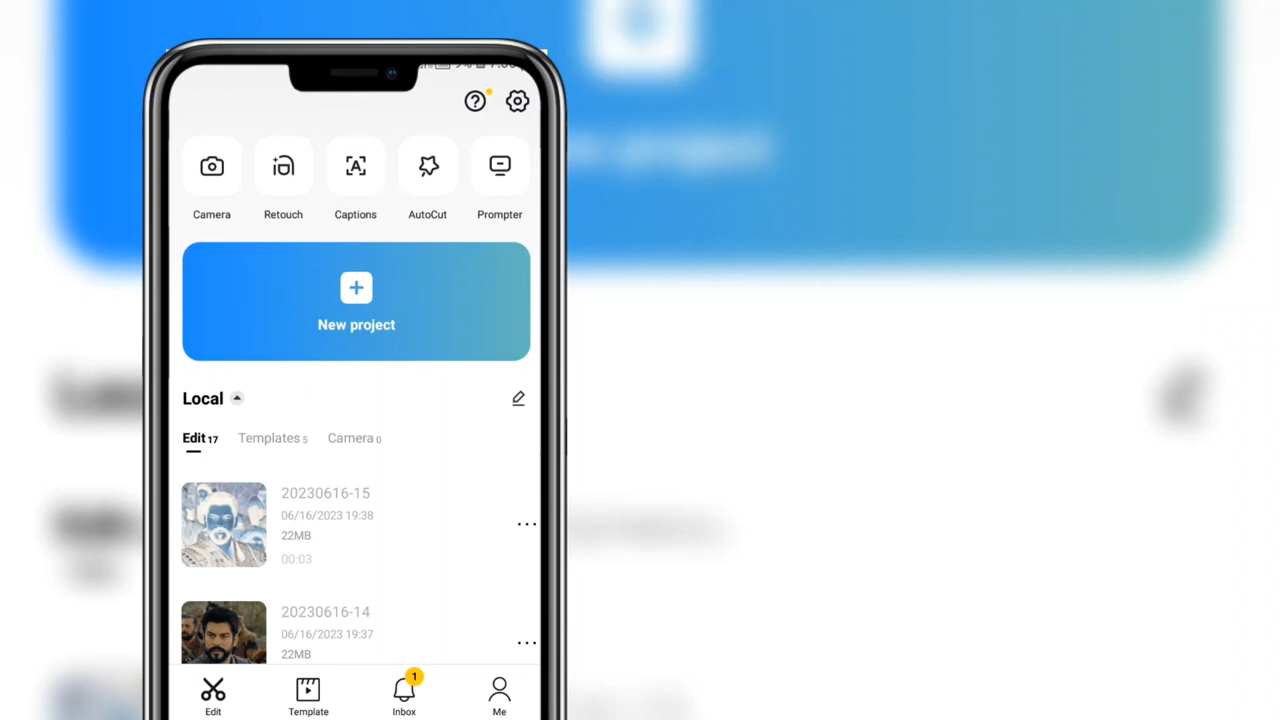 Camera Retouch Captions AutoCut Prompter
New project
Local
Edit 17 Templates 5 Camera 0
20230616-15
06/16/2023 19:38
22MB
00:03
20230616-14
06/16/2023 19:37
22MB
1
Edit Template Inbox Me